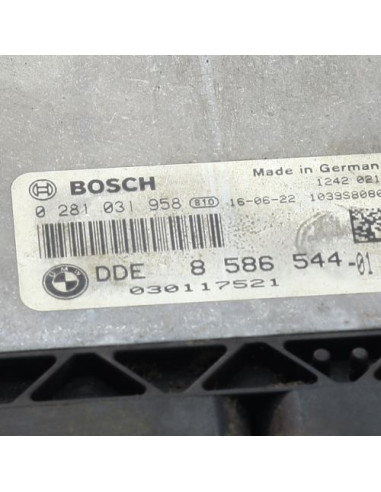 Made in German
BOSCH
1242 021
0 281 031 958 810 16-06-22 1039S8080
DDE 8 586 544-01
030117521